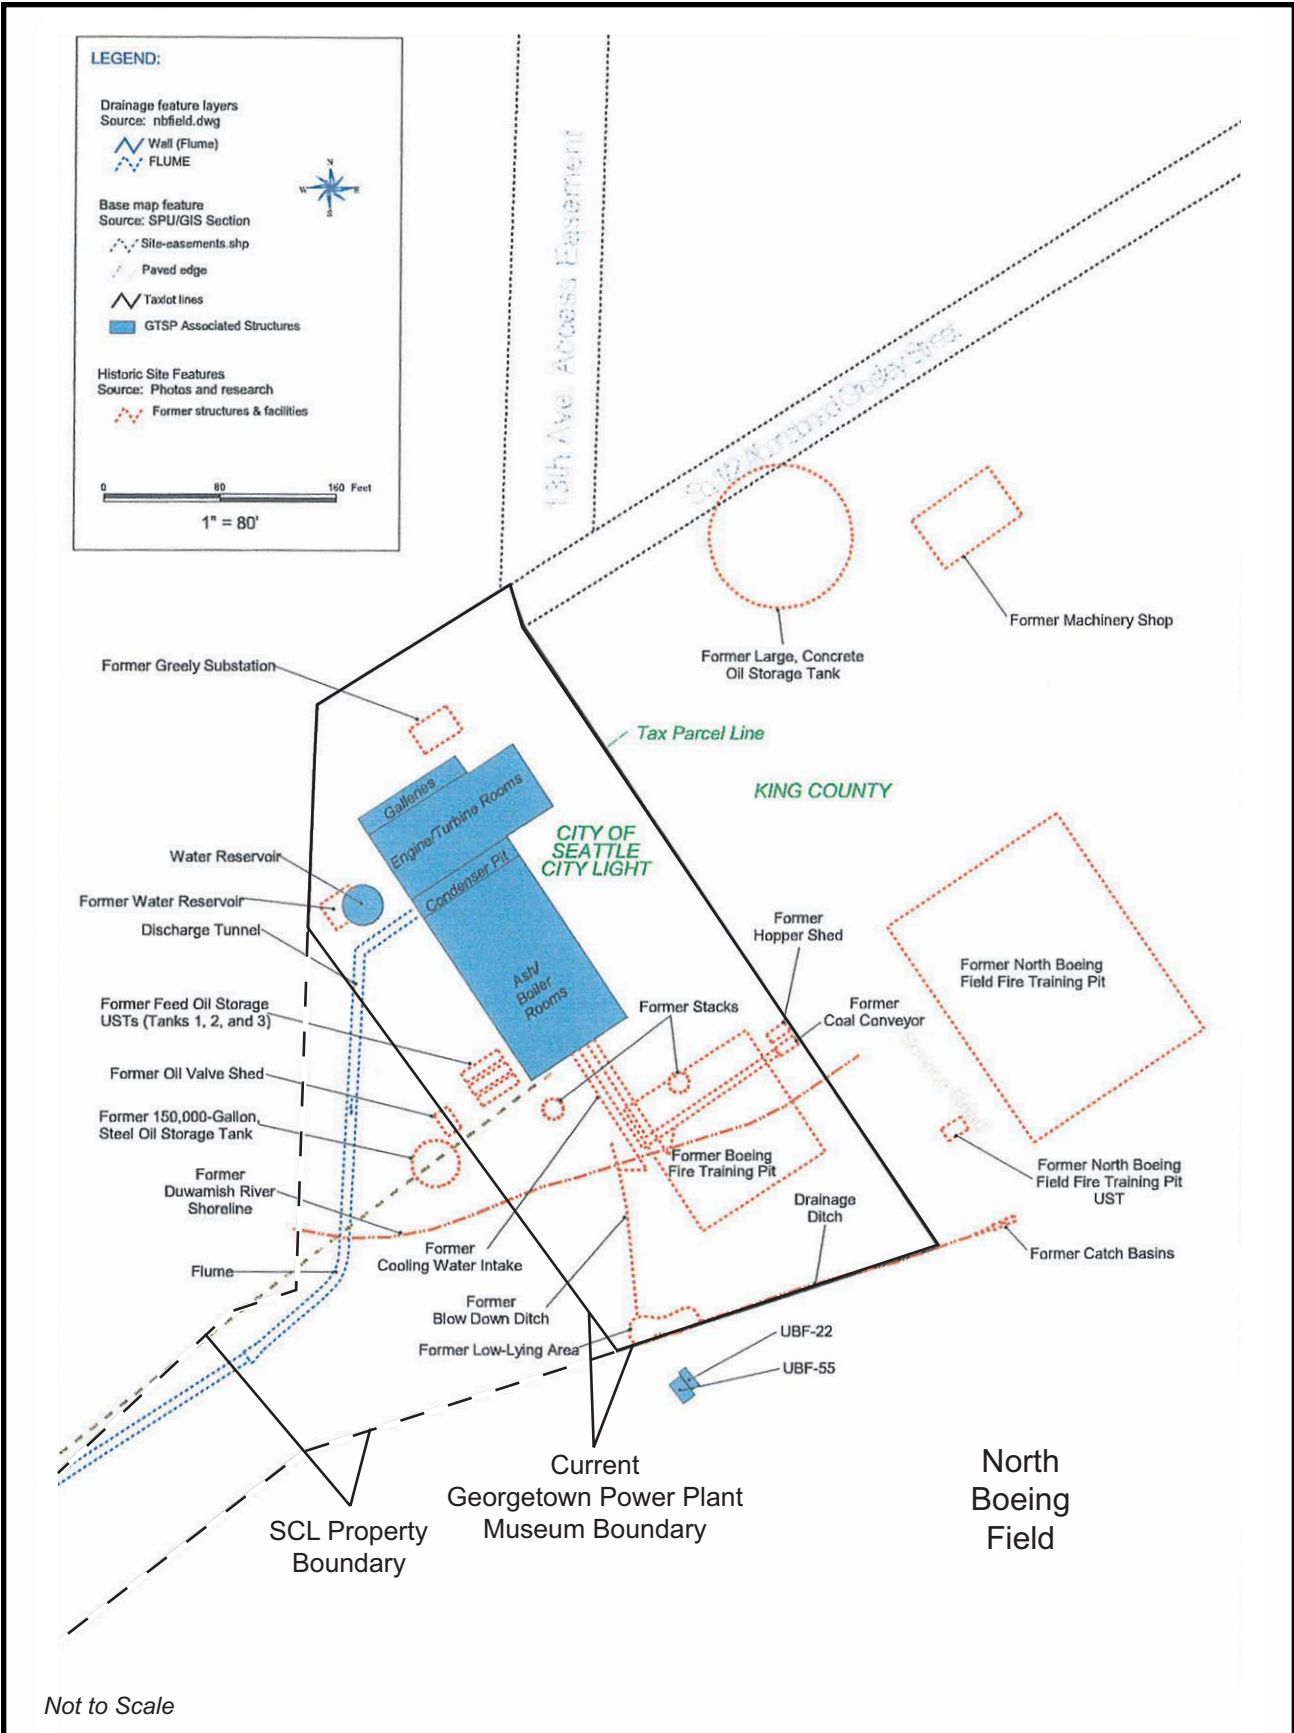 LEGEND:
Drainage feature layers
Source: nbfield.dwg
Wall (Flume)
FLUME
N
W
E
S
Base map feature
Source: SPU/GIS Section
Site-easements.shp
Paved edge
Taxlot lines
GTSP Associated Structures
Historic Site Features
Source: Photos and research
Former structures & facilities
0 80 160 Feet
1" = 80'
13th Ave. Access Easement
Abandoned Greeley Street
Former Machinery Shop
Former Large, Concrete
Oil Storage Tank
Former Greely Substation
Tax Parcel Line
KING COUNTY
Galleries
Engine/Turbine Rooms
CITY OF
SEATTLE
CITY LIGHT
Condenser Pit
Water Reservoir
Former Water Reservoir
Discharge Tunnel
Former
Hopper Shed
Ash/
Boiler
Rooms
Former North Boeing
Field Fire Training Pit
Former Feed Oil Storage
USTs (Tanks 1, 2, and 3)
Former Stacks
Former
Coal Conveyor
Former Oil Valve Shed
Former 150,000-Gallon,
Steel Oil Storage Tank
Former Boeing
Fire Training Pit
Former North Boeing
Field Fire Training Pit
UST
Former
Duwamish River
Shoreline
Drainage
Ditch
Former
Cooling Water Intake
Former Catch Basins
Flume
Former
Blow Down Ditch
Former Low-Lying Area
UBF-22
UBF-55
Current
Georgetown Power Plant
Museum Boundary
SCL Property
Boundary
North
Boeing
Field
Not to Scale